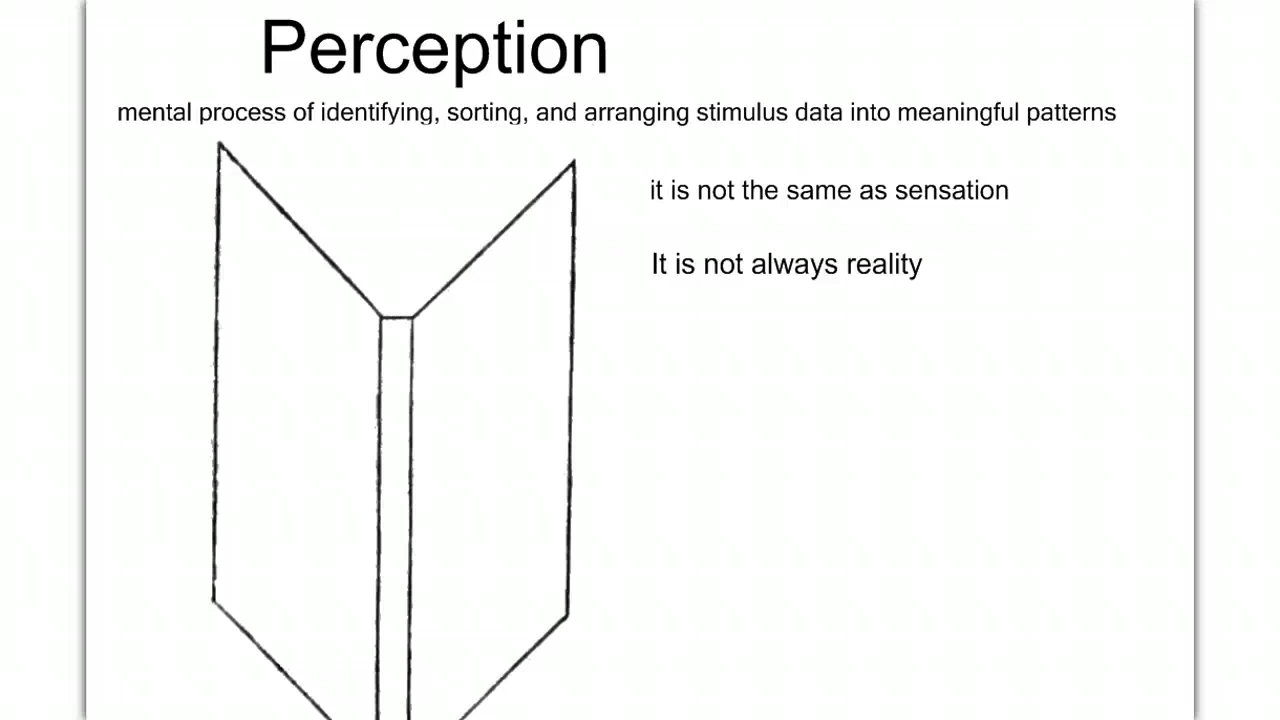 Perception
mental process of identifying, sorting, and arranging stimulus data into meaningful patterns
it is not the same as sensation
It is not always reality